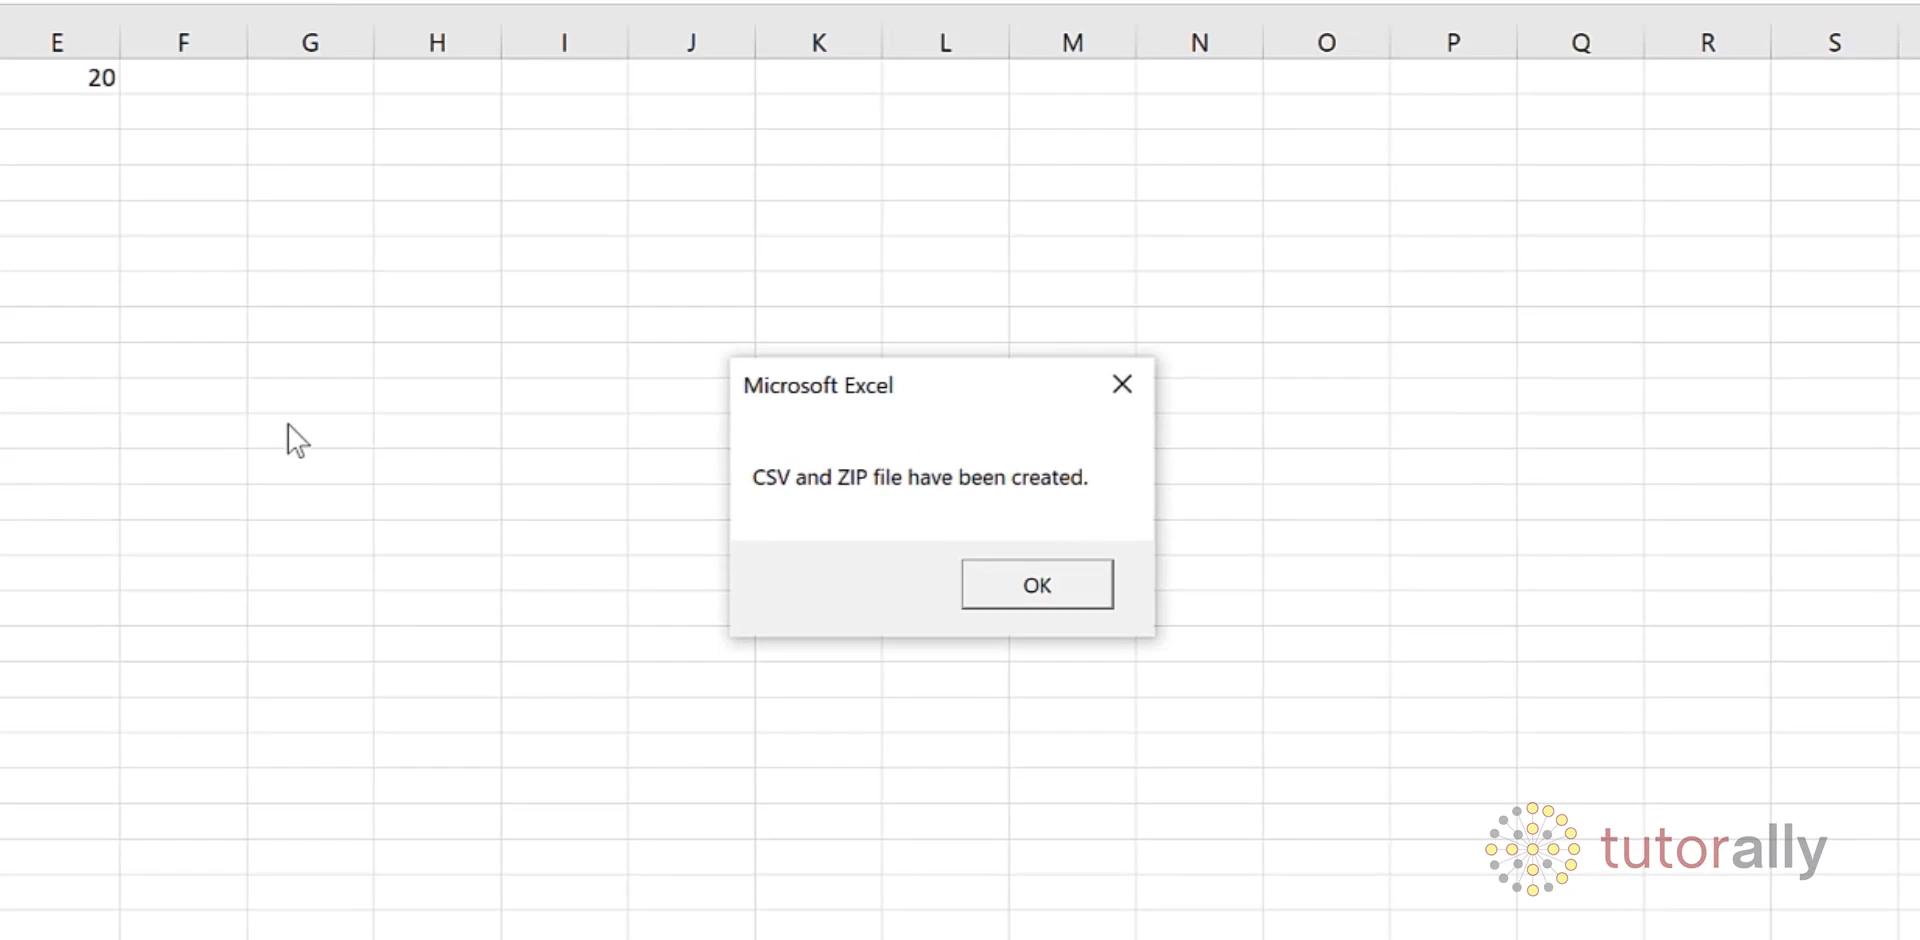 E F G H I J K L M N O P Q R S
20
Microsoft Excel
CSV and ZIP file have been created.
OK
tutorally